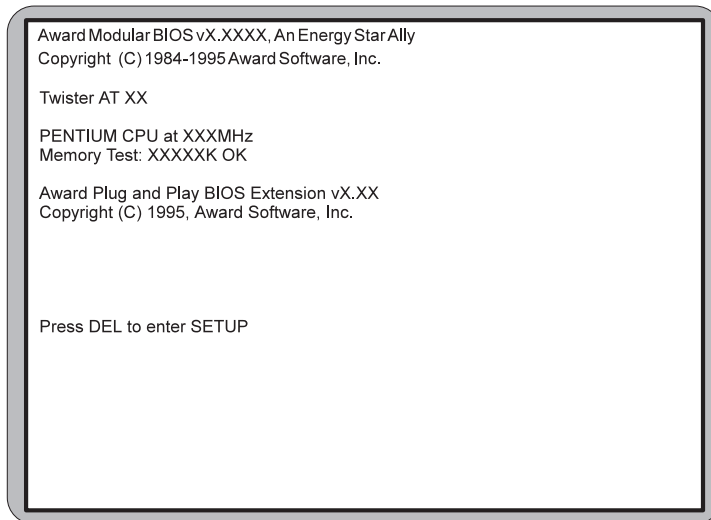 Award Modular BIOS vX.XXXX, An Energy Star Ally
Copyright (C) 1984-1995 Award Software, Inc.
Twister AT XX
PENTIUM CPU at XXXMHz
Memory Test: XXXXXK OK
Award Plug and Play BIOS Extension vX.XX
Copyright (C) 1995, Award Software, Inc.
Press DEL to enter SETUP